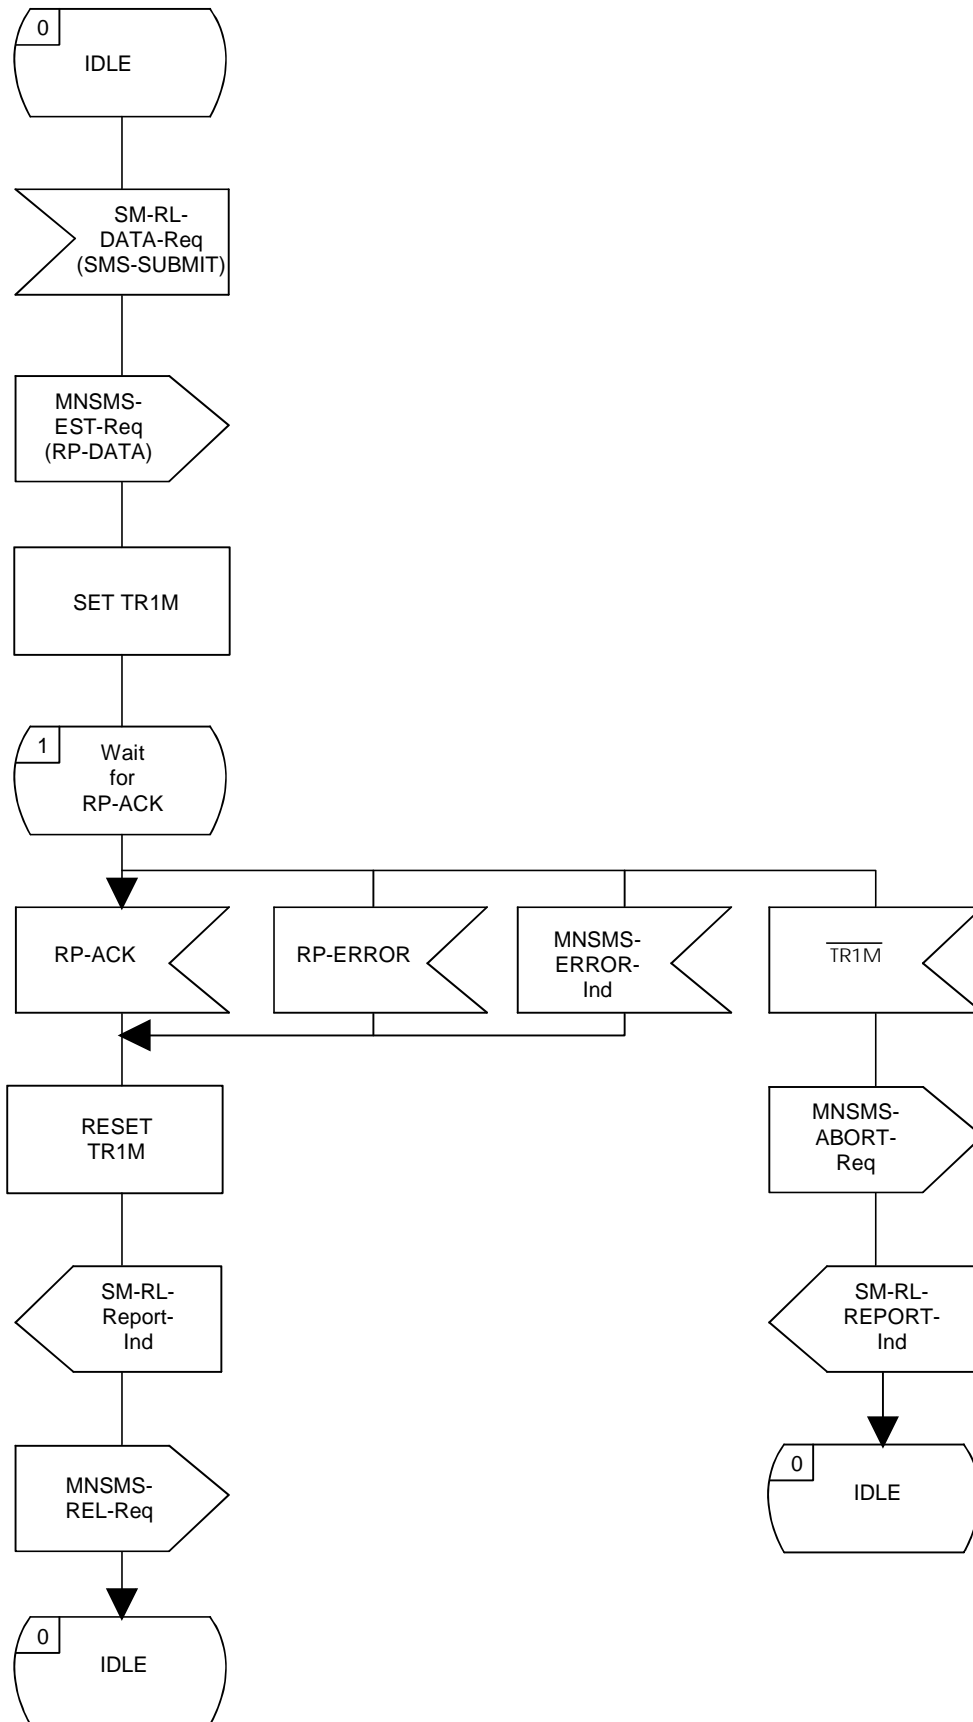 0
IDLE
SM-RL-
DATA-Req
(SMS-SUBMIT)
MNSMS-
EST-Req
(RP-DATA)
SET TR1M
1
Wait
for
RP-ACK
RP-ACK
RP-ERROR
MNSMS-
ERROR-
Ind
TR1M
RESET
TR1M
MNSMS-
ABORT-
Req
SM-RL-
Report-
Ind
SM-RL-
REPORT-
Ind
MNSMS-
REL-Req
0
IDLE
0
IDLE